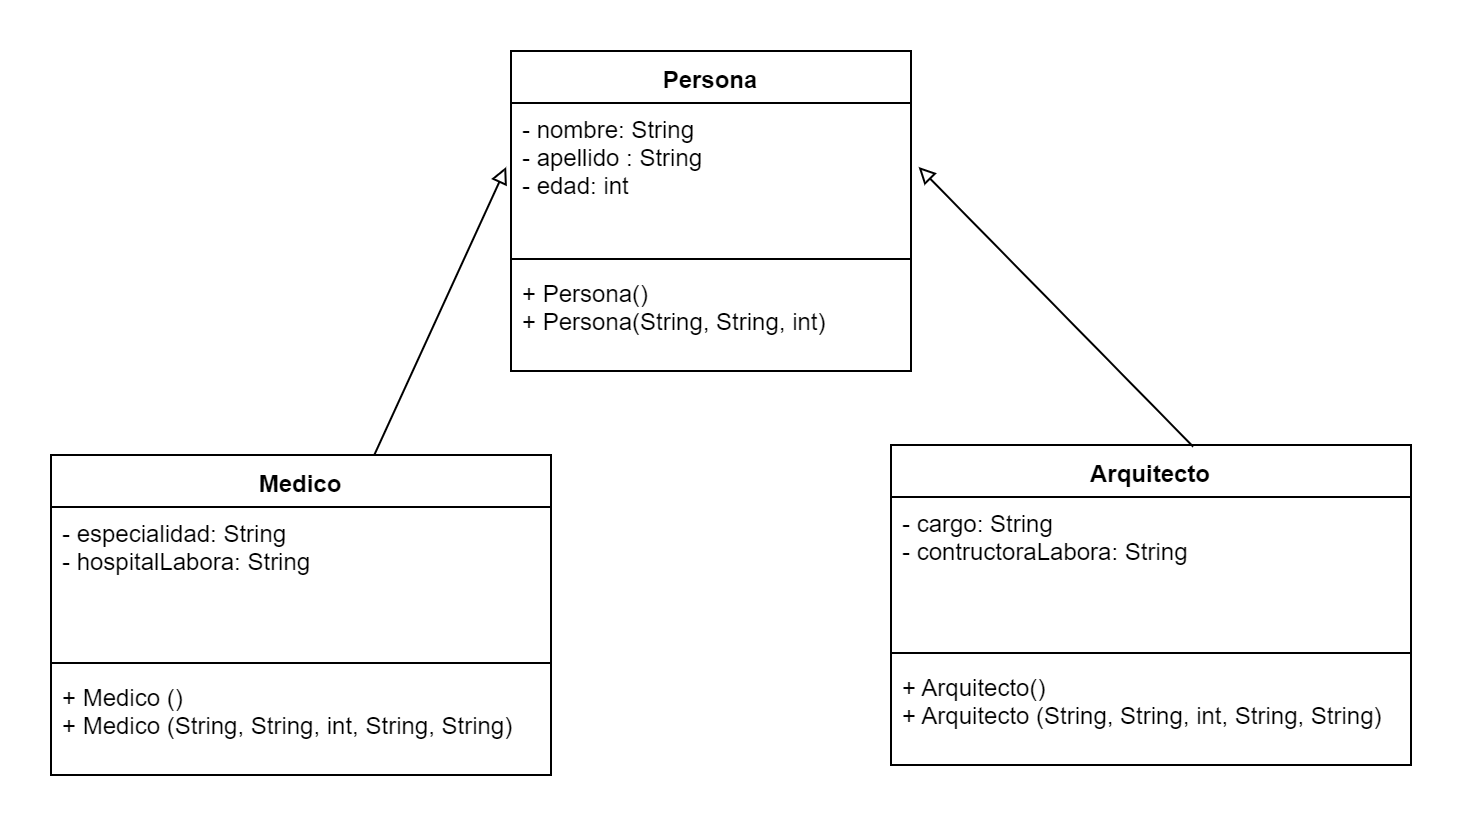 Persona
- nombre: String
- apellido : String
- edad: int
+ Persona()
+ Persona(String, String, int)
Medico
- especialidad: String
- hospitalLabora: String
+ Medico ()
+ Medico (String, String, int, String, String)
Arquitecto
- cargo: String
- contructoraLabora: String
+ Arquitecto()
+ Arquitecto (String, String, int, String, String)